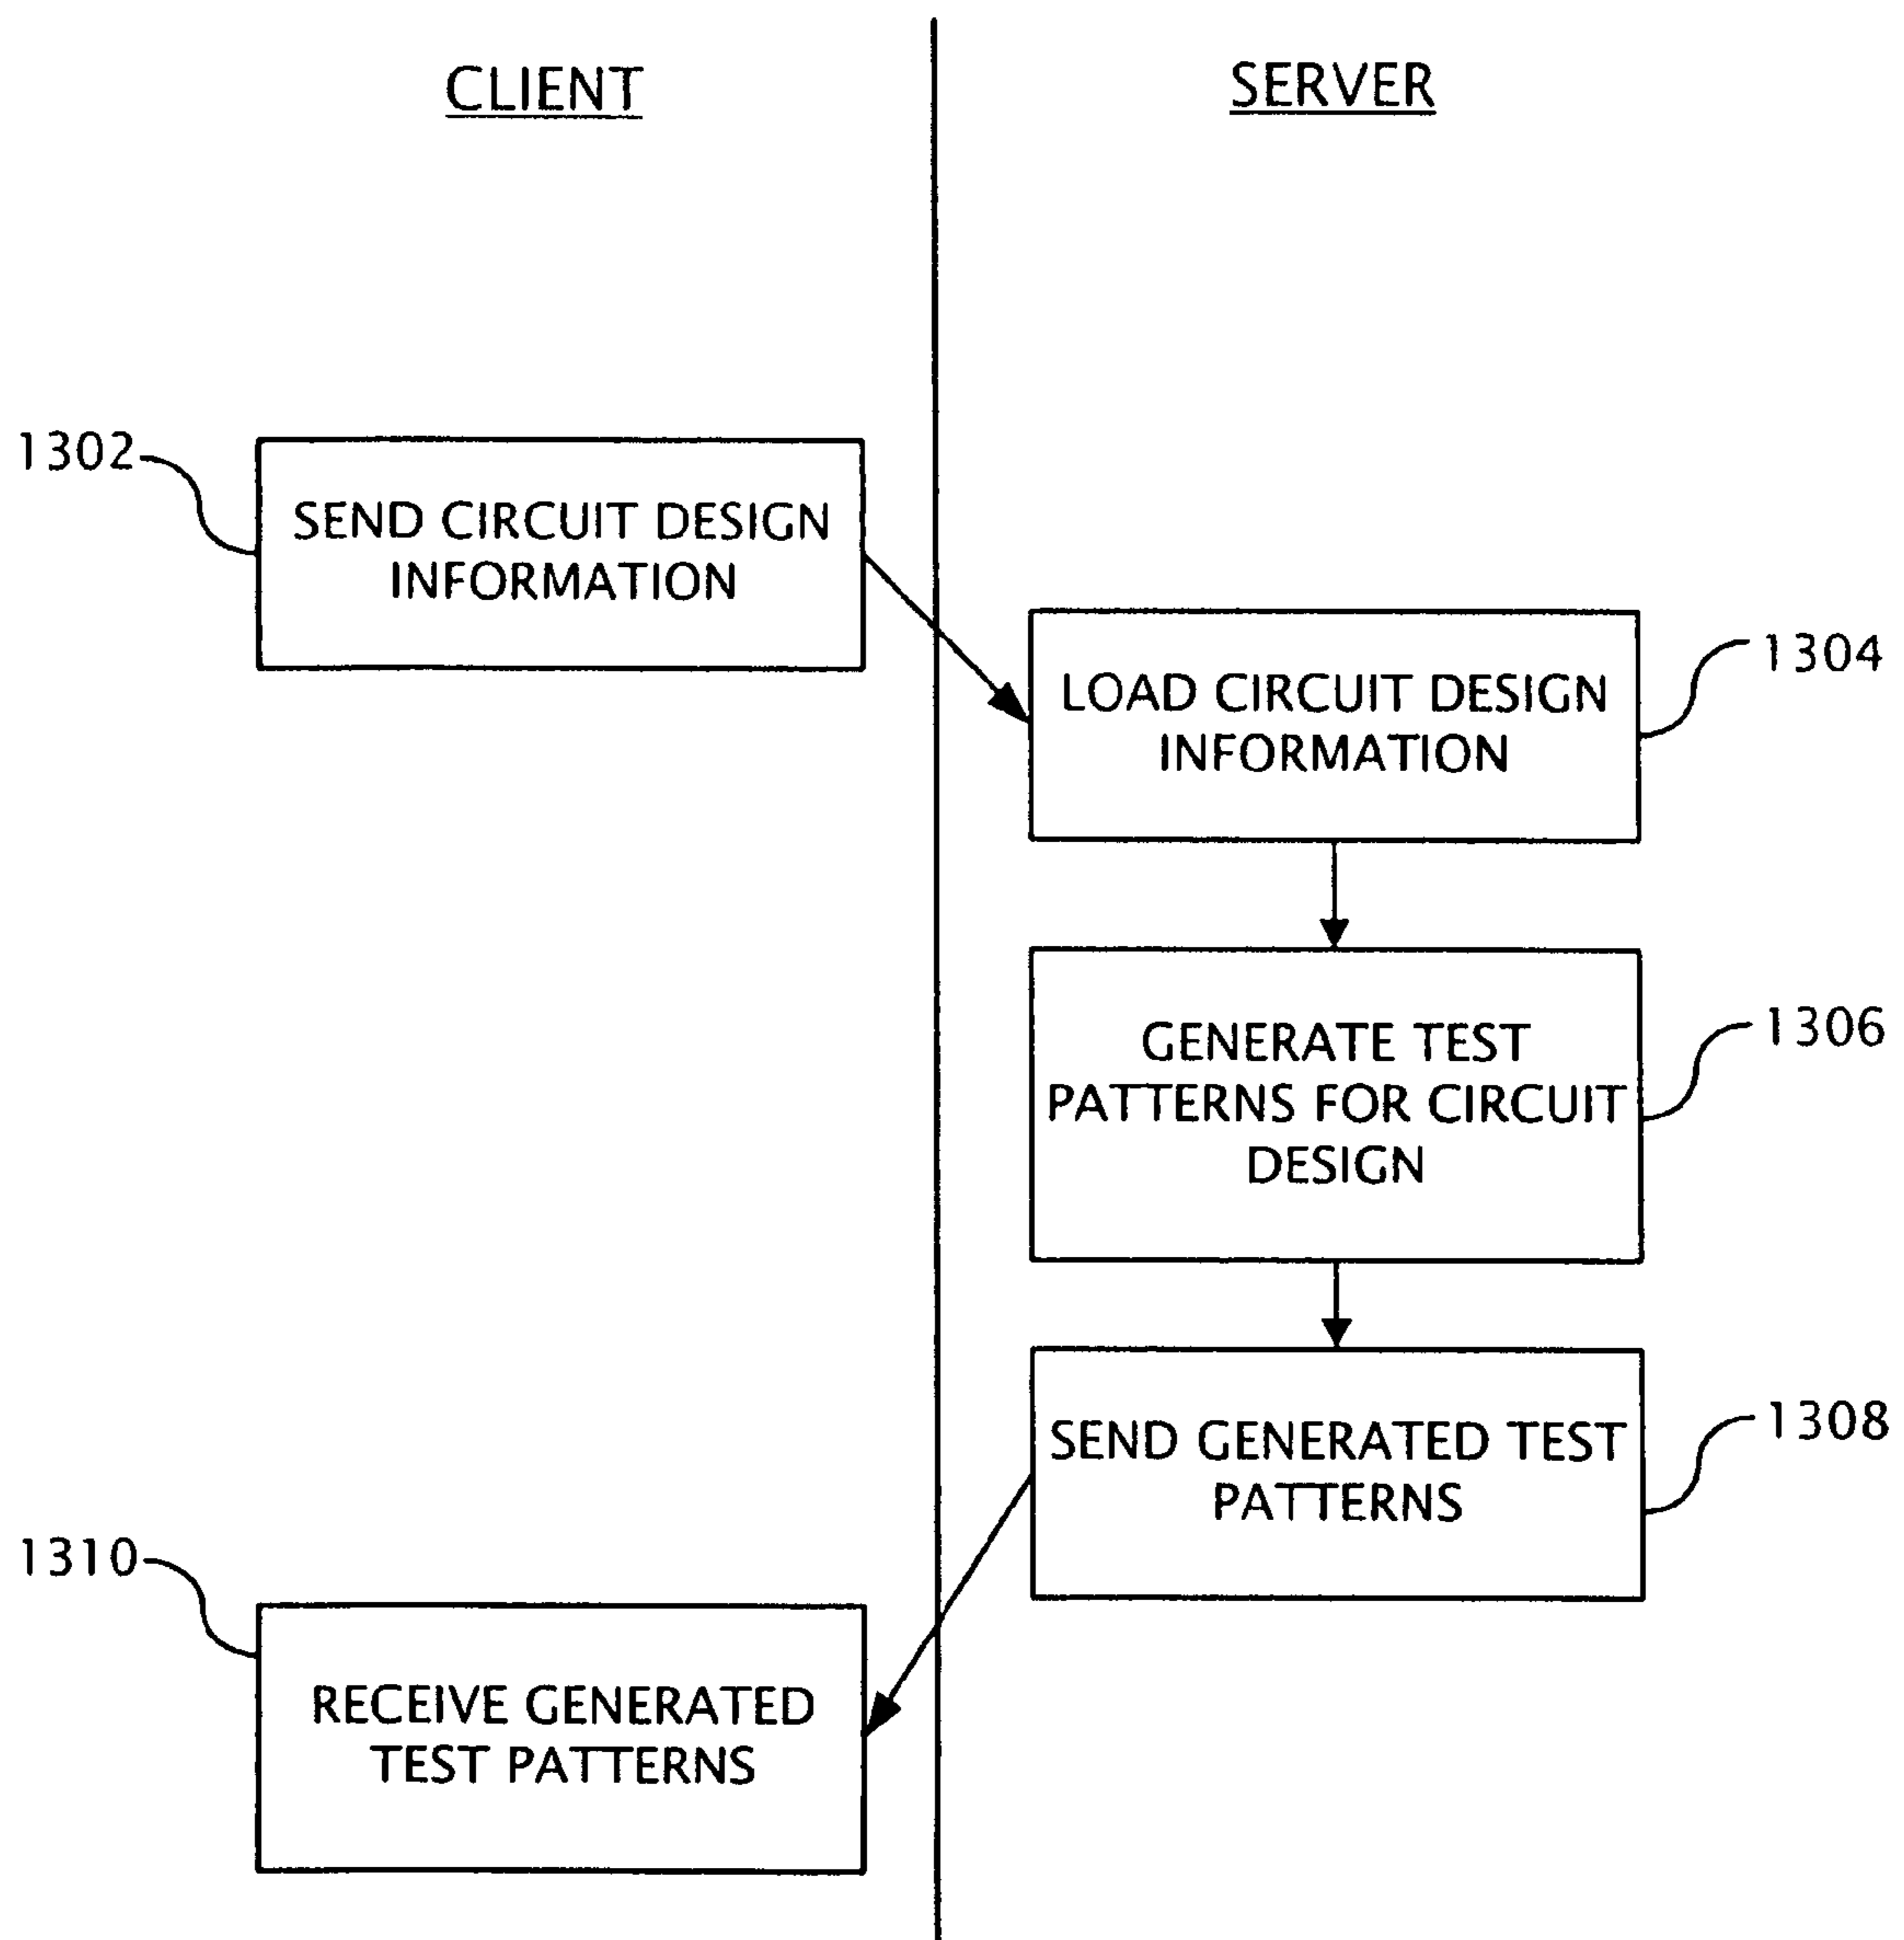 CLIENT
SERVER
1302
SEND CIRCUIT DESIGN
INFORMATION
1304
LOAD CIRCUIT DESIGN
INFORMATION
1306
GENERATE TEST
PATTERNS FOR CIRCUIT
DESIGN
1308
SEND GENERATED TEST
PATTERNS
1310
RECEIVE GENERATED
TEST PATTERNS